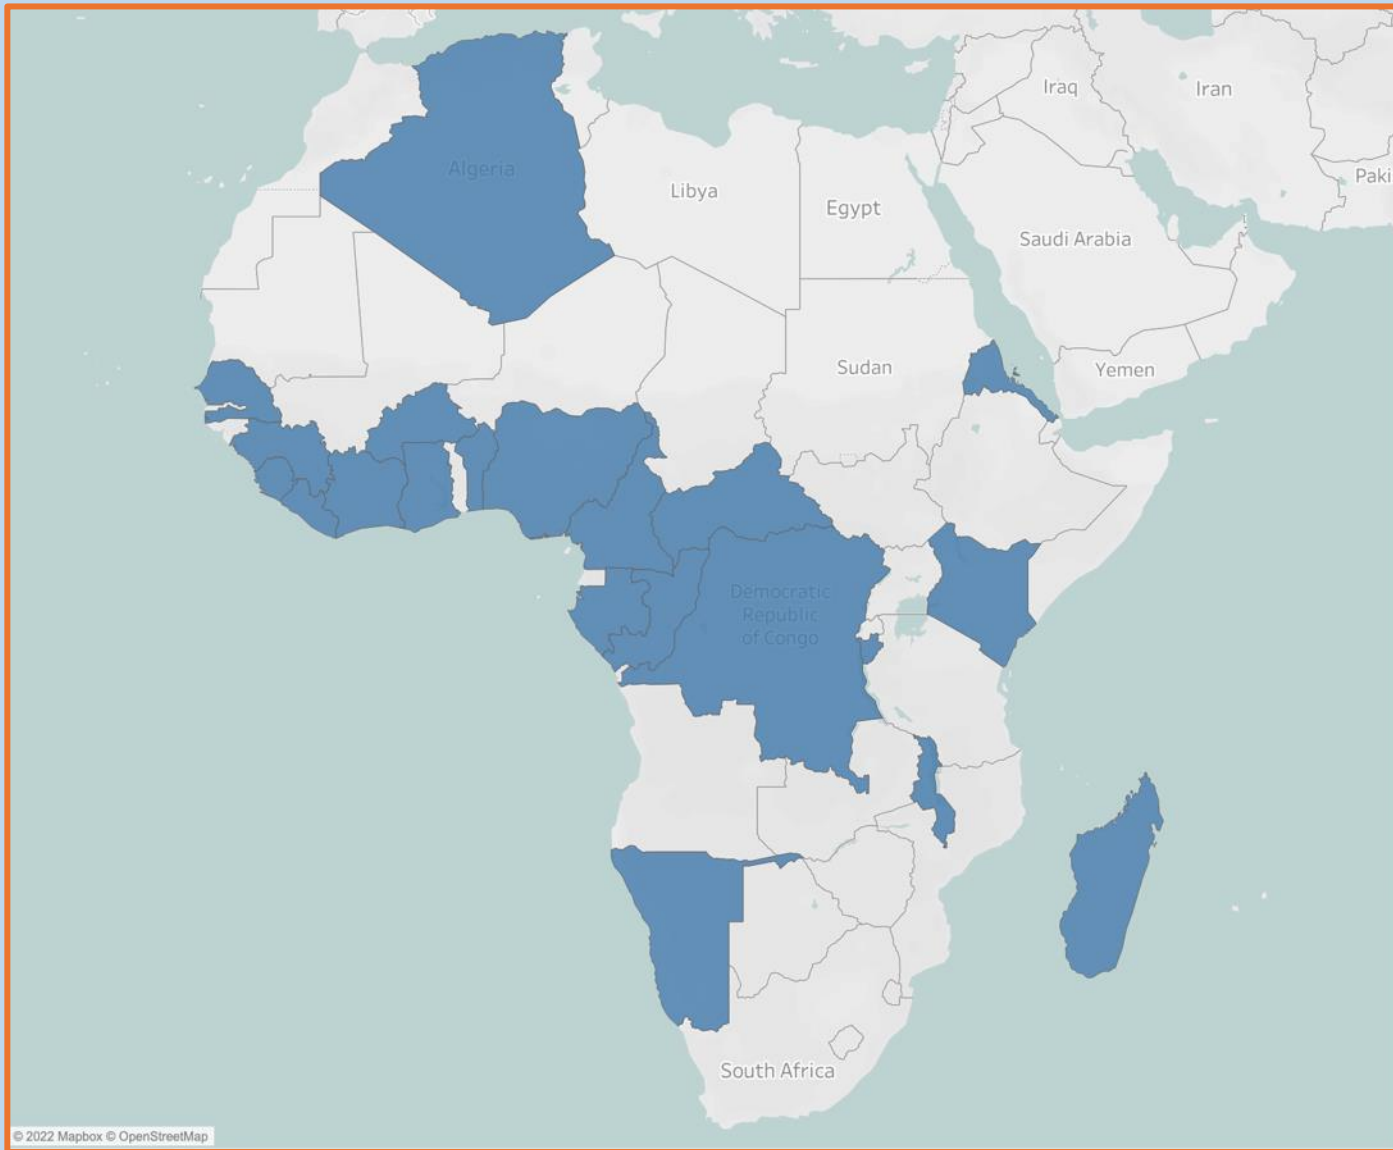 Iraq
Iran
Paki
Algeria
Libya
Egypt
Saudi Arabia
Sudan
Yemen
Democratic
Republic
of Congo
South Africa
© 2022 Mapbox © OpenStreetMap